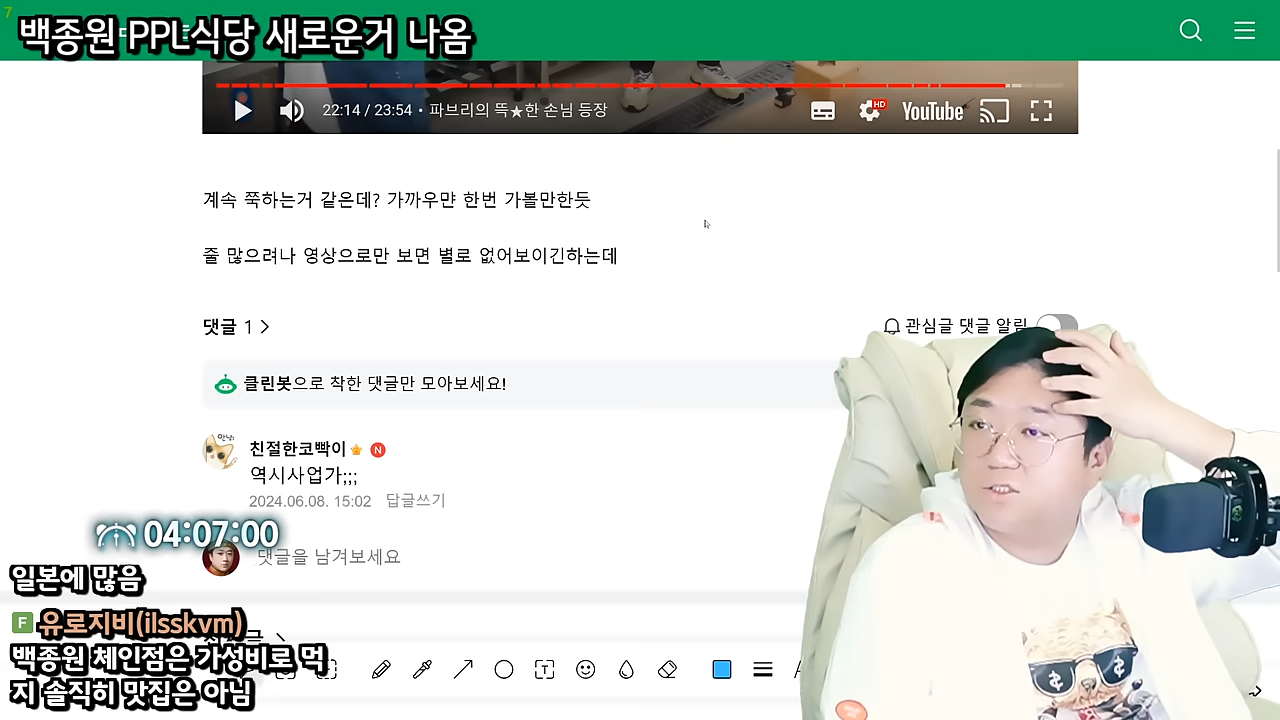 7
백종원 PPL식당 새로운거 나옴
22:14 / 23:54 • 파브리의 뜩★한 손님 등장
HD
YouTube
계속 쭉하는거 같은데? 가까우먄 한번 가볼만한듯
줄 많으려나 영상으로만 보면 별로 없어보이긴하는데
댓글 1
관심글 댓글 알림
클린봇으로 착한 댓글만 모아보세요!
친절한코빡이
N
역시사업가;;;
2024.06.08. 15:02 답글쓰기
04:07:00
댓글을 남겨보세요
일본에 많음
F 유로지비(ilsskvm)
백종원 체인점은 가성비로 먹
지 솔직히 맛집은 아님
T